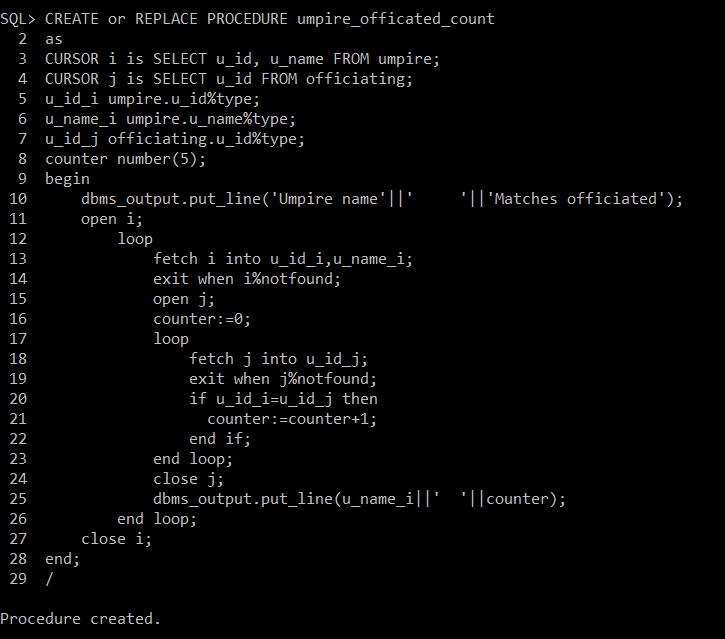 SQL> CREATE or REPLACE PROCEDURE umpire_officated_count
  2  as
  3  CURSOR i is SELECT u_id, u_name FROM umpire;
  4  CURSOR j is SELECT u_id FROM officiating;
  5  u_id_i umpire.u_id%type;
  6  u_name_i umpire.u_name%type;
  7  u_id_j officiating.u_id%type;
  8  counter number(5);
  9  begin
 10      dbms_output.put_line('Umpire name'||'     '||'Matches officiated');
 11      open i;
 12          loop
 13              fetch i into u_id_i,u_name_i;
 14              exit when i%notfound;
 15              open j;
 16              counter:=0;
 17              loop
 18                  fetch j into u_id_j;
 19                  exit when j%notfound;
 20                  if u_id_i=u_id_j then
 21                    counter:=counter+1;
 22                  end if;
 23              end loop;
 24              close j;
 25              dbms_output.put_line(u_name_i||'  '||counter);
 26          end loop;
 27      close i;
 28  end;
 29  /
Procedure created.